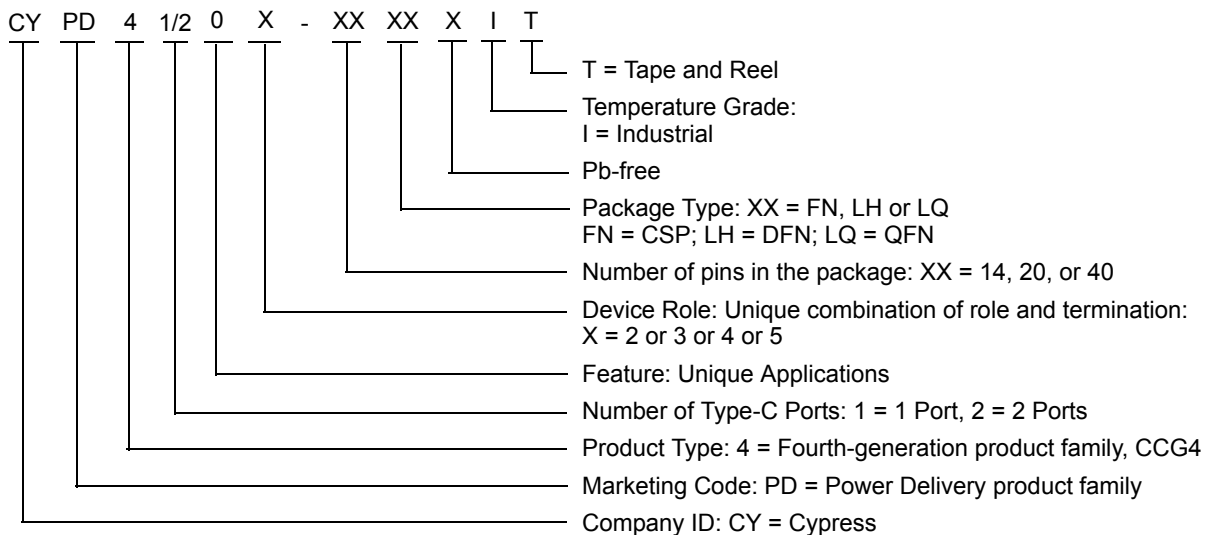 CY PD 4 1/2 0 X - XX XX X I T
T = Tape and Reel
Temperature Grade:
I = Industrial
Pb-free
Package Type: XX = FN, LH or LQ
FN = CSP; LH = DFN; LQ = QFN
Number of pins in the package: XX = 14, 20, or 40
Device Role: Unique combination of role and termination:
X = 2 or 3 or 4 or 5
Feature: Unique Applications
Number of Type-C Ports: 1 = 1 Port, 2 = 2 Ports
Product Type: 4 = Fourth-generation product family, CCG4
Marketing Code: PD = Power Delivery product family
Company ID: CY = Cypress